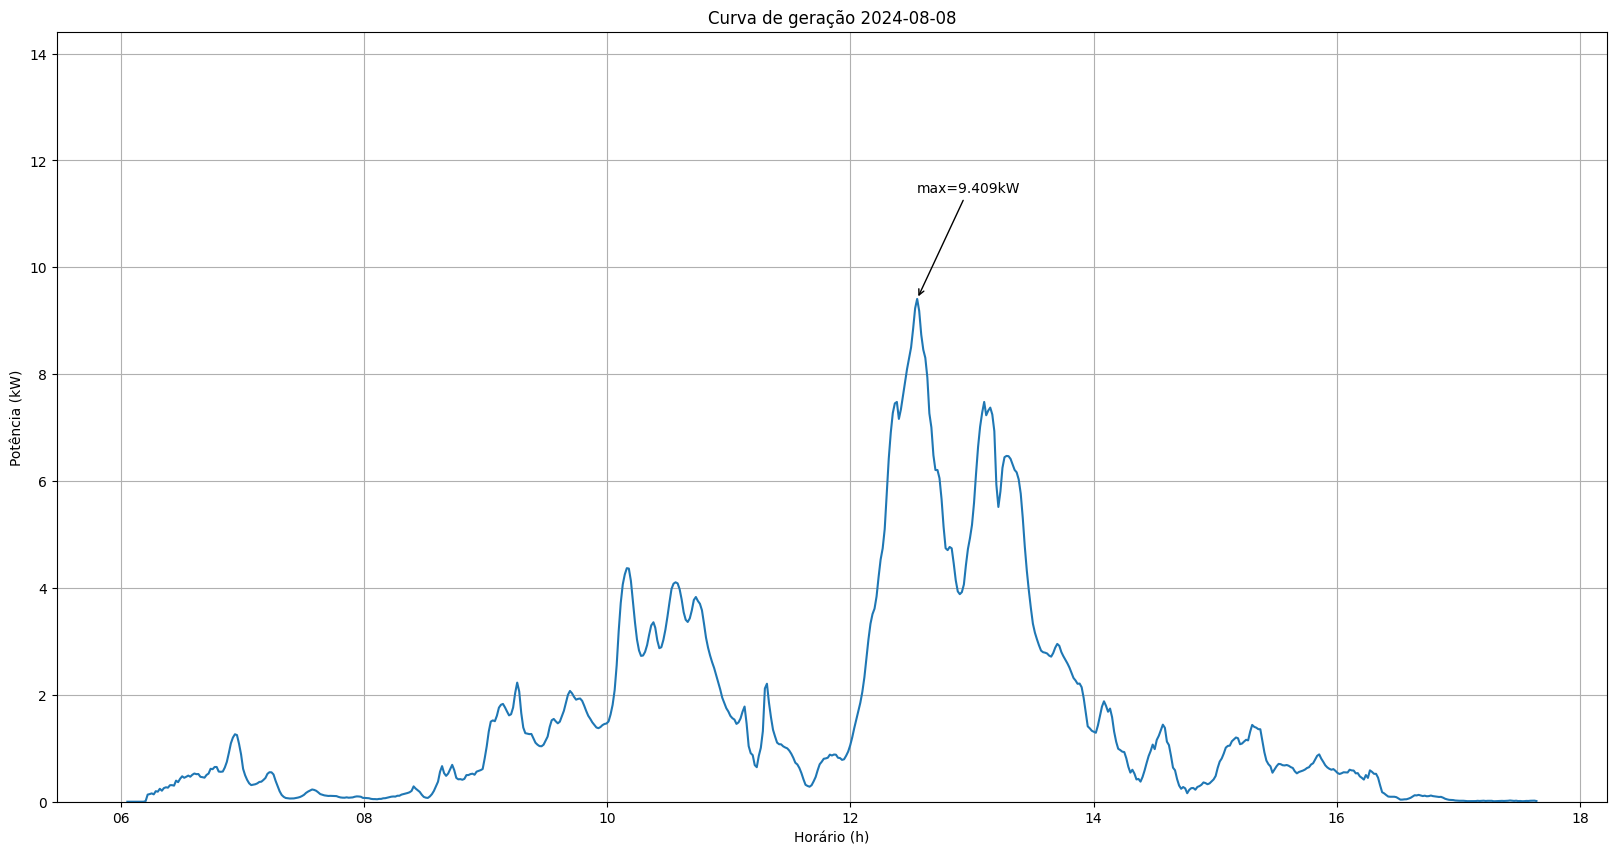 Curva de geração 2024-08-08
14
12
max=9.409kW
10
8
6
4
2
0
Potência (kW)
06 08 10 12 14 16 18
Horário (h)